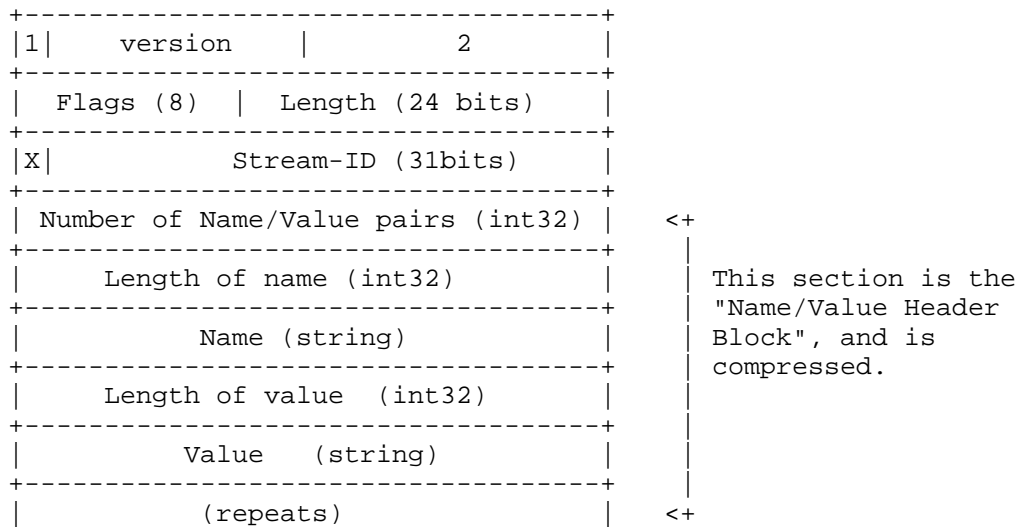 +------------------------------------+
|1|    version    |         2        |
+------------------------------------+
|  Flags (8)  |  Length (24 bits)    |
+------------------------------------+
|X|          Stream-ID (31bits)      |
+------------------------------------+
| Number of Name/Value pairs (int32) |   <+
+------------------------------------+    |
|     Length of name (int32)         |    | This section is the
+------------------------------------+    | "Name/Value Header
|           Name (string)            |    | Block", and is
+------------------------------------+    | compressed.
|     Length of value  (int32)       |    |
+------------------------------------+    |
|          Value   (string)          |    |
+------------------------------------+    |
|           (repeats)                |   <+